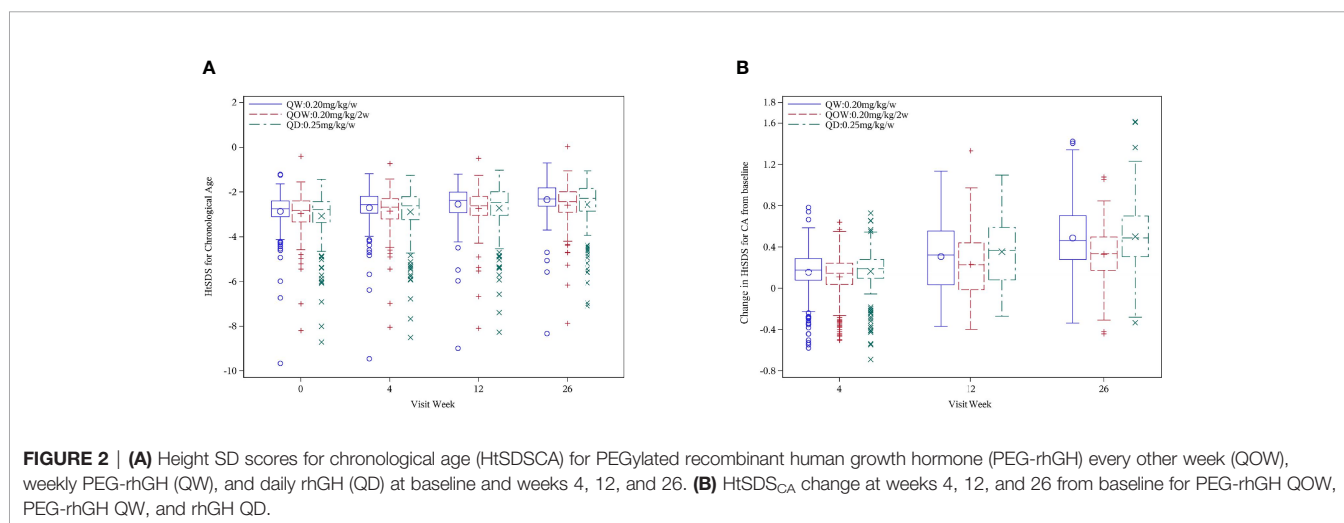 A
QW:0.20mg/kg/w
QOW:0.20mg/kg/2w
QD:0.25mg/kg/w
HtSDS for Chronological Age
2
0
-2
-4
-6
-8
-10
0 4 12 26
Visit Week
B
QW:0.20mg/kg/w
QOW:0.20mg/kg/2w
QD:0.25mg/kg/w
Change in HtSDS for CA from baseline
1.8
1.6
1.2
0.8
0.4
0
-0.4
-0.8
4 12 26
Visit Week
FIGURE 2 | (A) Height SD scores for chronological age (HtSDSCA) for PEGylated recombinant human growth hormone (PEG-rhGH) every other week (QOW),
weekly PEG-rhGH (QW), and daily rhGH (QD) at baseline and weeks 4, 12, and 26. (B) HtSDSCA change at weeks 4, 12, and 26 from baseline for PEG-rhGH QOW,
PEG-rhGH QW, and rhGH QD.